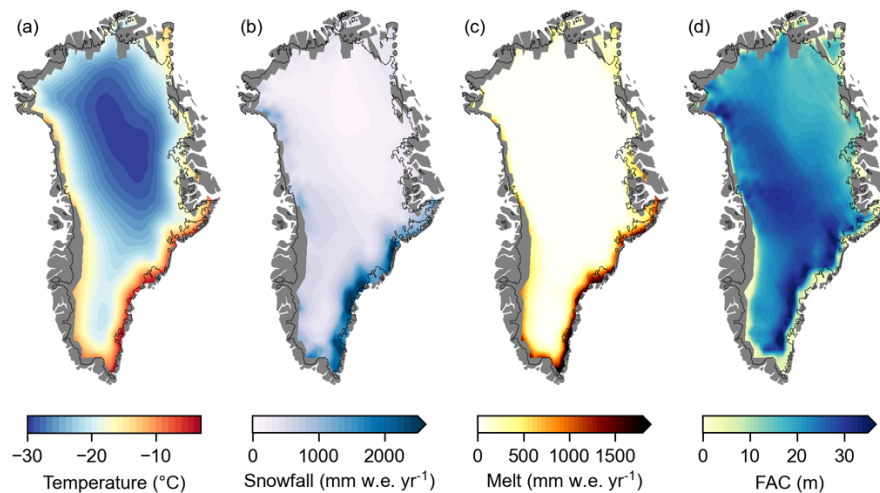 (a) (b) (c) (d)
−30 −20 −10 0 1000 2000 0 500 1000 1500 0 10 20 30
Temperature (°C) Snowfall (mm w.e. yr⁻¹) Melt (mm w.e. yr⁻¹) FAC (m)